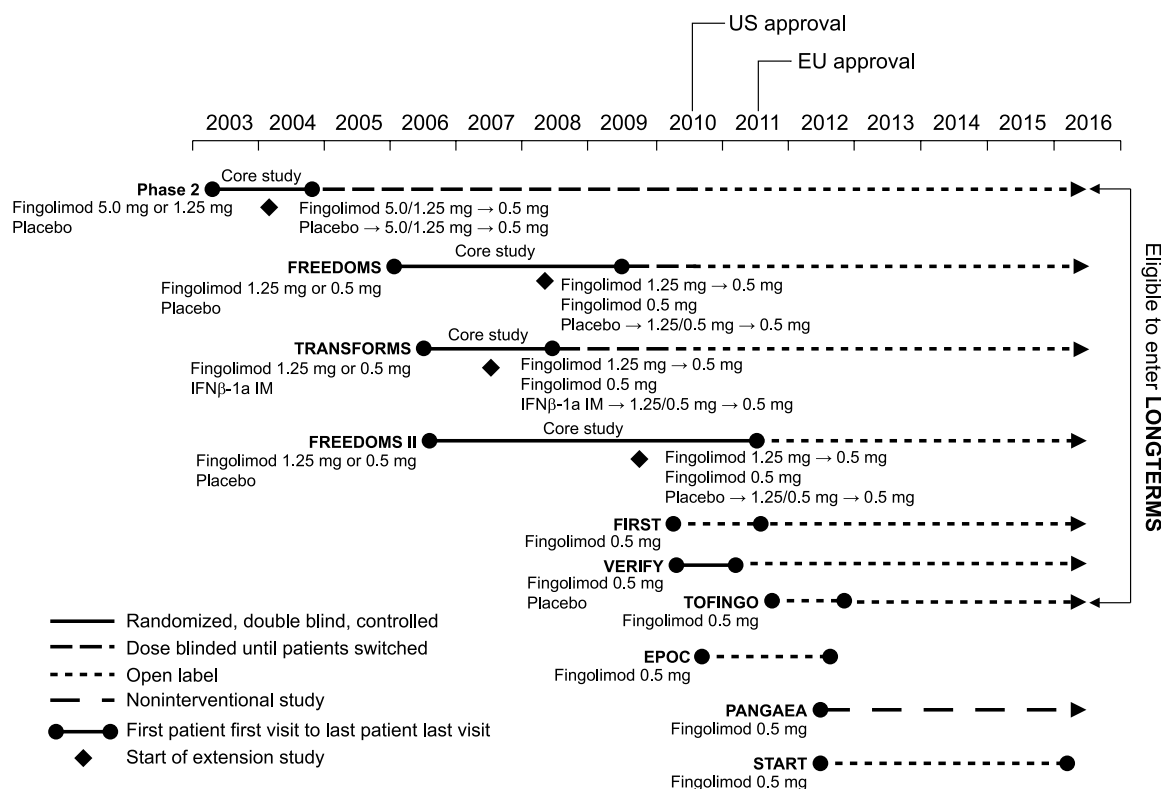 US approval
EU approval
2003 2004 2005 2006 2007 2008 2009 2010 2011 2012 2013 2014 2015 2016
Core study
Phase 2
Fingolimod 5.0 mg or 1.25 mg
Placebo
Fingolimod 5.0/1.25 mg → 0.5 mg
Placebo → 5.0/1.25 mg → 0.5 mg
Core study
FREEDOMS
Fingolimod 1.25 mg or 0.5 mg
Placebo
Fingolimod 1.25 mg → 0.5 mg
Fingolimod 0.5 mg
Placebo → 1.25/0.5 mg → 0.5 mg
Core study
TRANSFORMS
Fingolimod 1.25 mg or 0.5 mg
IFNβ-1a IM
Fingolimod 1.25 mg → 0.5 mg
Fingolimod 0.5 mg
IFNβ-1a IM → 1.25/0.5 mg → 0.5 mg
Core study
FREEDOMS II
Fingolimod 1.25 mg or 0.5 mg
Placebo
Fingolimod 1.25 mg → 0.5 mg
Fingolimod 0.5 mg
Placebo → 1.25/0.5 mg → 0.5 mg
FIRST
Fingolimod 0.5 mg
VERIFY
Fingolimod 0.5 mg
Placebo
TOFINGO
Fingolimod 0.5 mg
EPOC
Fingolimod 0.5 mg
PANGAEA
Fingolimod 0.5 mg
START
Fingolimod 0.5 mg
Eligible to enter LONGTERMS
Randomized, double blind, controlled
Dose blinded until patients switched
Open label
Noninterventional study
First patient first visit to last patient last visit
Start of extension study